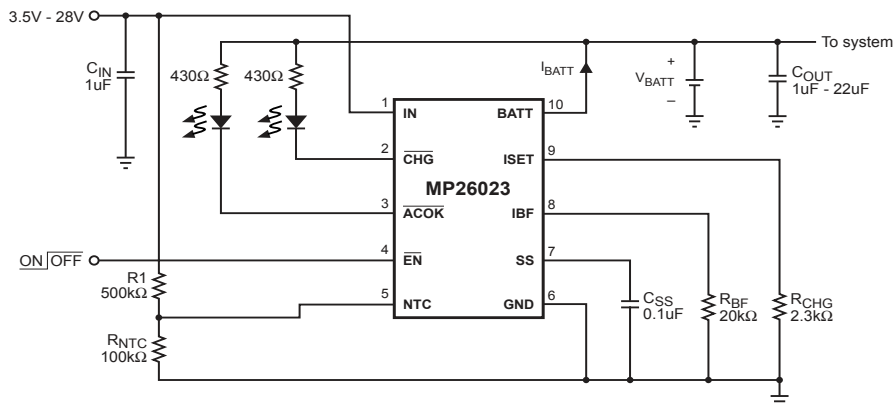 3.5V - 28V
To system
CIN
1uF
430Ω
430Ω
IBATT
+
VBATT
–
COUT
1uF - 22uF
1
IN
BATT
10
2
CHG
ISET
9
MP26023
3
ACOK
IBF
8
ON OFF
4
EN
SS
7
R1
500kΩ
5
NTC
GND
6
CSS
0.1uF
RBF
20kΩ
RCHG
2.3kΩ
RNTC
100kΩ